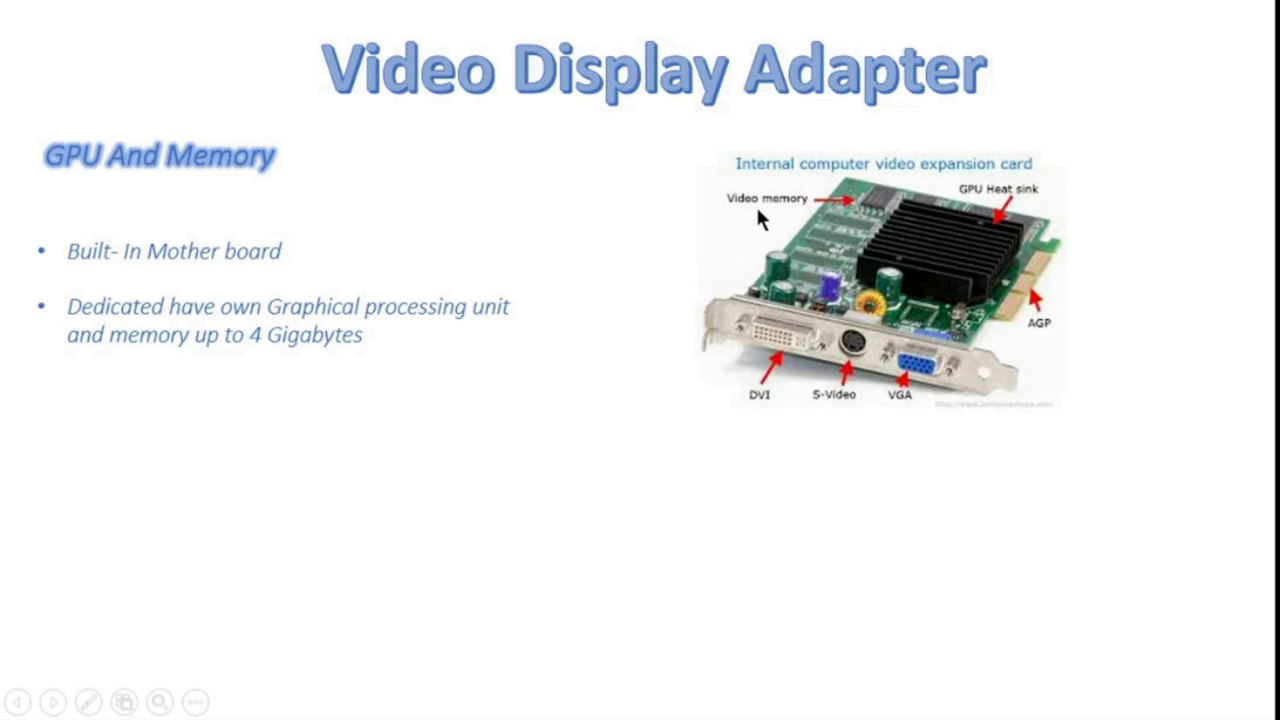 Video Display Adapter
GPU And Memory
• Built- In Mother board
• Dedicated have own Graphical processing unit
and memory up to 4 Gigabytes
Internal computer video expansion card
GPU Heat sink
Video memory
AGP
DVI
S-Video
VGA